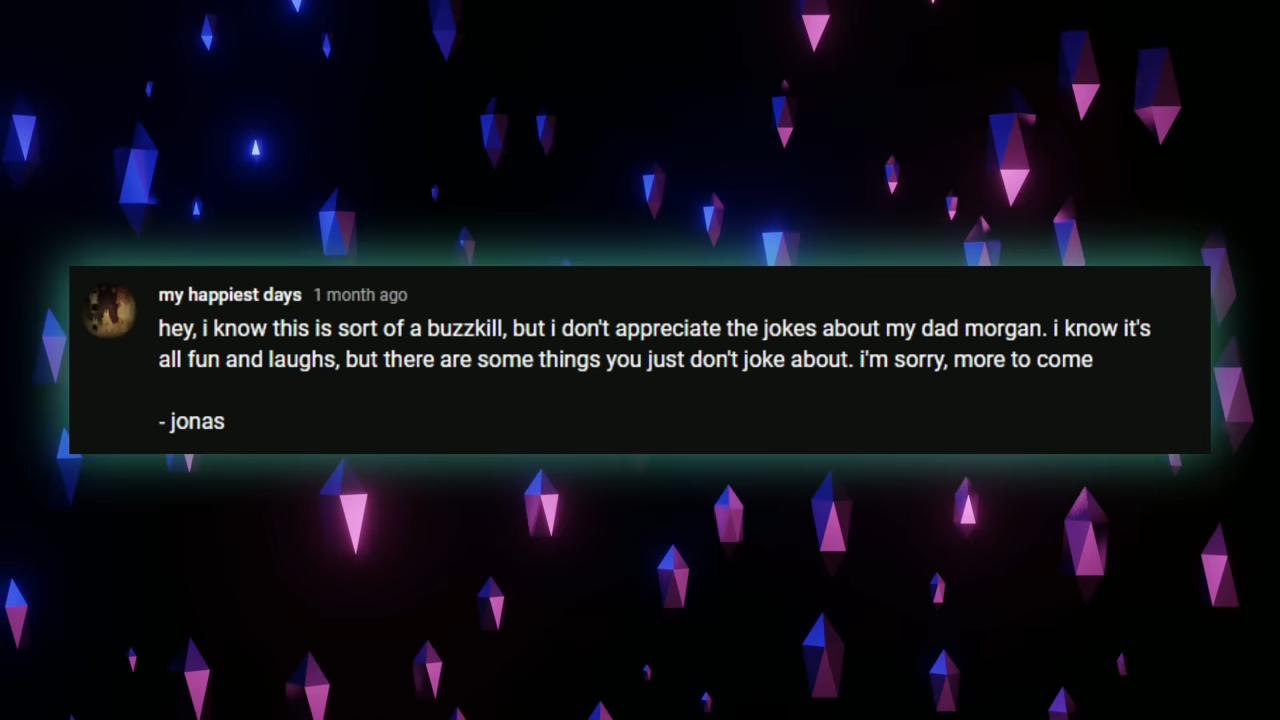 my happiest days 1 month ago
hey, i know this is sort of a buzzkill, but i don't appreciate the jokes about my dad morgan. i know it's
all fun and laughs, but there are some things you just don't joke about. i'm sorry, more to come
- jonas